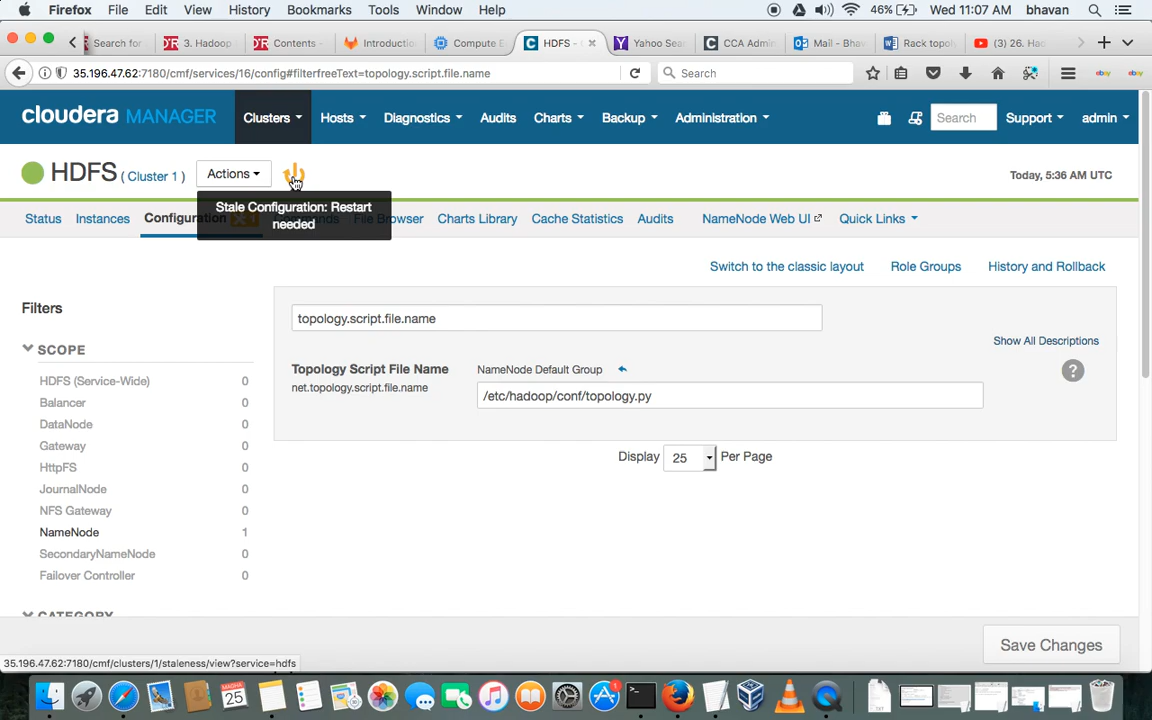 Firefox File Edit View History Bookmarks Tools Window Help 46% Wed 11:07 AM bhavan
Search for 3. Hadoop Contents - Introductic Compute E HDFS - Yahoo Sea CCA Admin Mail - Bha Rack topol (3) 26. Had
35.196.47.62:7180/cmf/services/16/config#filterfreeText=topology.script.file.name Search ebay ebay
cloudera MANAGER Clusters Hosts Diagnostics Audits Charts Backup Administration Search Support admin
HDFS ( Cluster 1 ) Actions Today, 5:36 AM UTC
Stale Configuration: Restart
needed
Status Instances Configuration Commands File Browser Charts Library Cache Statistics Audits NameNode Web UI Quick Links
Switch to the classic layout Role Groups History and Rollback
Filters
topology.script.file.name
Show All Descriptions
SCOPE
Topology Script File Name NameNode Default Group ?
net.topology.script.file.name
/etc/hadoop/conf/topology.py
HDFS (Service-Wide) 0
Balancer 0
DataNode 0
Gateway 0
HttpFS 0
JournalNode 0
NFS Gateway 0
NameNode 1
SecondaryNameNode 0
Failover Controller 0
CATEGORY
Display 25 Per Page
Save Changes
35.196.47.62:7180/cmf/clusters/1/staleness/view?service=hdfs
25